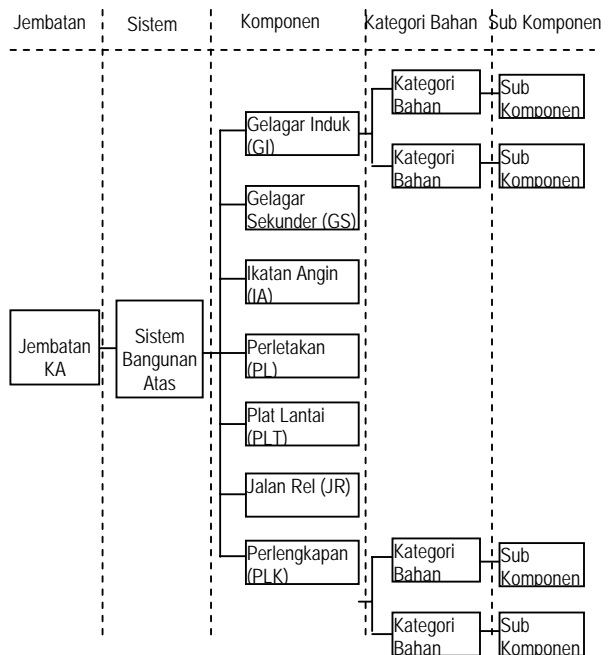 Jembatan Sistem Komponen Kategori Bahan Sub Komponen
Kategori
Bahan
Sub
Komponen
Gelagar Induk
(GI)
Kategori
Bahan
Sub
Komponen
Gelagar
Sekunder (GS)
Ikatan Angin
(IA)
Jembatan
KA
Sistem
Bangunan
Atas
Perletakan
(PL)
Plat Lantai
(PLT)
Jalan Rel (JR)
Perlengkapan
(PLK)
Kategori
Bahan
Sub
Komponen
Kategori
Bahan
Sub
Komponen